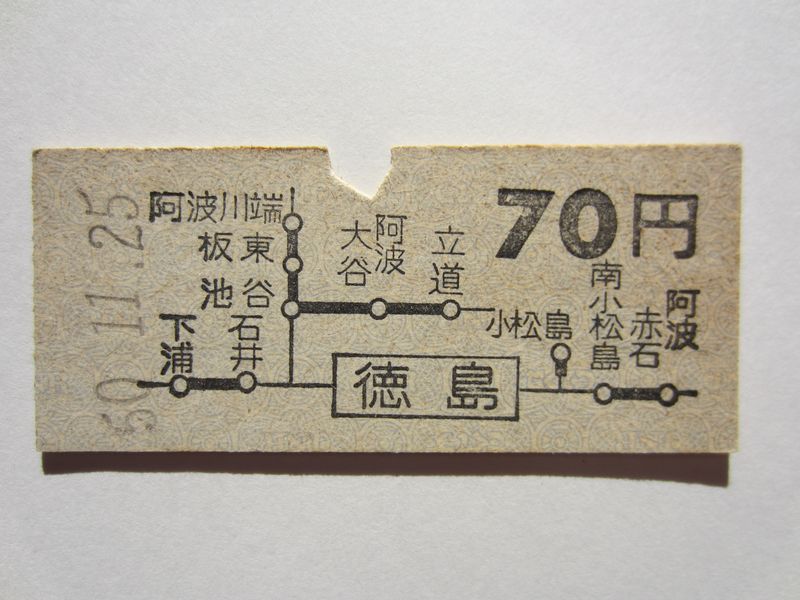 50.11.25
70円
阿波川端
板東
池谷
阿波大谷
立道
石井
下浦
徳島
小松島
南小松島
阿波赤石